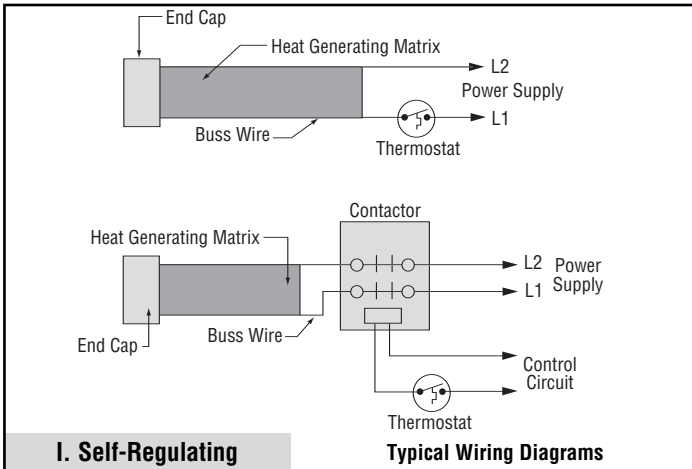 End Cap
Heat Generating Matrix
L2
Power Supply
Buss Wire
L1
Thermostat
Contactor
Heat Generating Matrix
L2
Power
Supply
L1
Buss Wire
End Cap
Control
Circuit
Thermostat
I. Self-Regulating
Typical Wiring Diagrams